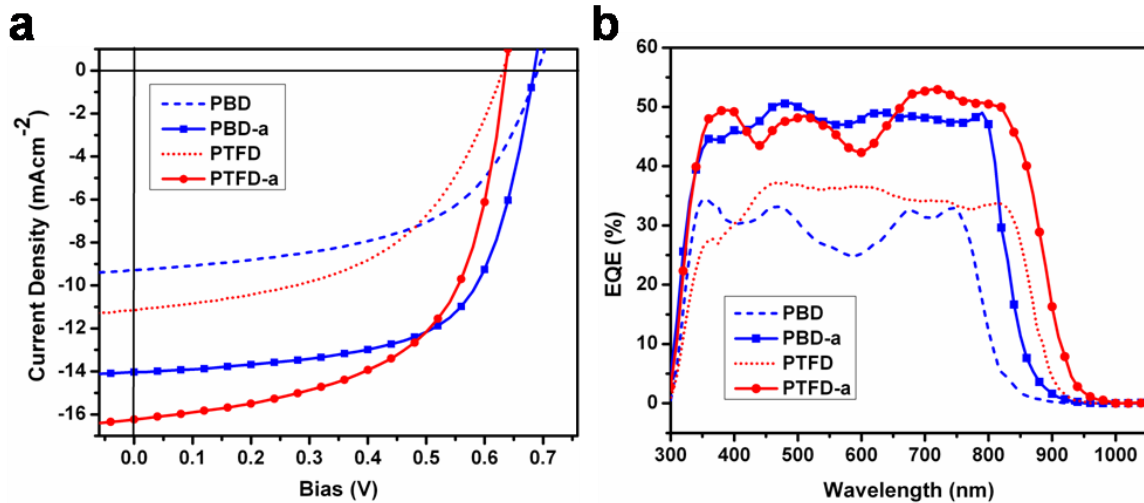 a
Current Density (mAcm-2)
0
-2
-4
-6
-8
-10
-12
-14
-16
PBD
PBD-a
PTFD
PTFD-a
0.0 0.1 0.2 0.3 0.4 0.5 0.6 0.7
Bias (V)
b
EQE (%)
60
50
40
30
20
10
0
PBD
PBD-a
PTFD
PTFD-a
300 400 500 600 700 800 900 1000
Wavelength (nm)